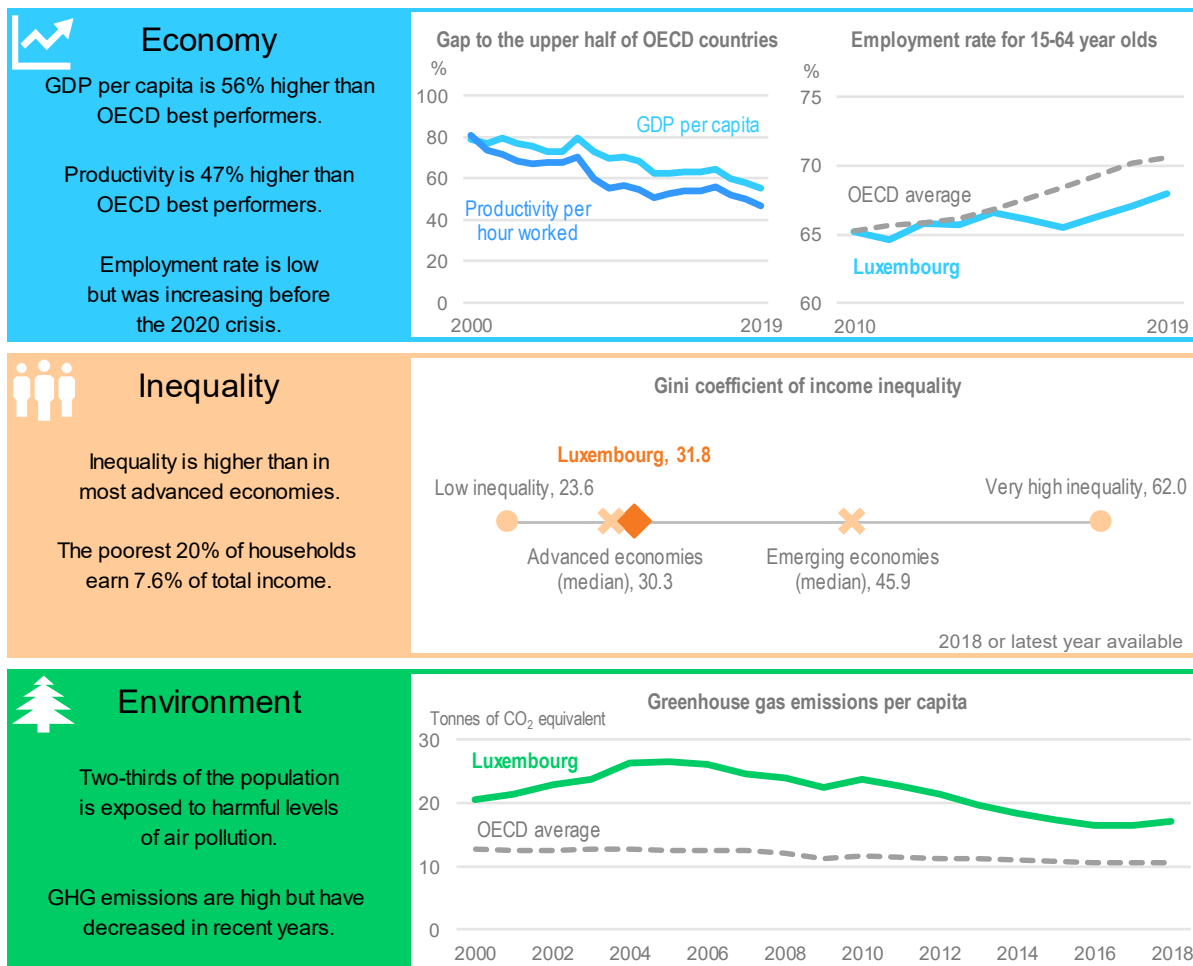 Economy
GDP per capita is 56% higher than
OECD best performers.
Productivity is 47% higher than
OECD best performers.
Employment rate is low
but was increasing before
the 2020 crisis.
Gap to the upper half of OECD countries
%
100
80
60
40
20
0
GDP per capita
Productivity per
hour worked
2000
2019
Employment rate for 15-64 year olds
%
75
70
65
60
OECD average
Luxembourg
2010
2019
Inequality
Inequality is higher than in
most advanced economies.
The poorest 20% of households
earn 7.6% of total income.
Gini coefficient of income inequality
Luxembourg, 31.8
Low inequality, 23.6
Very high inequality, 62.0
Advanced economies
(median), 30.3
Emerging economies
(median), 45.9
2018 or latest year available
Environment
Two-thirds of the population
is exposed to harmful levels
of air pollution.
GHG emissions are high but have
decreased in recent years.
Greenhouse gas emissions per capita
Tonnes of CO₂ equivalent
30
20
10
0
Luxembourg
OECD average
2000 2002 2004 2006 2008 2010 2012 2014 2016 2018